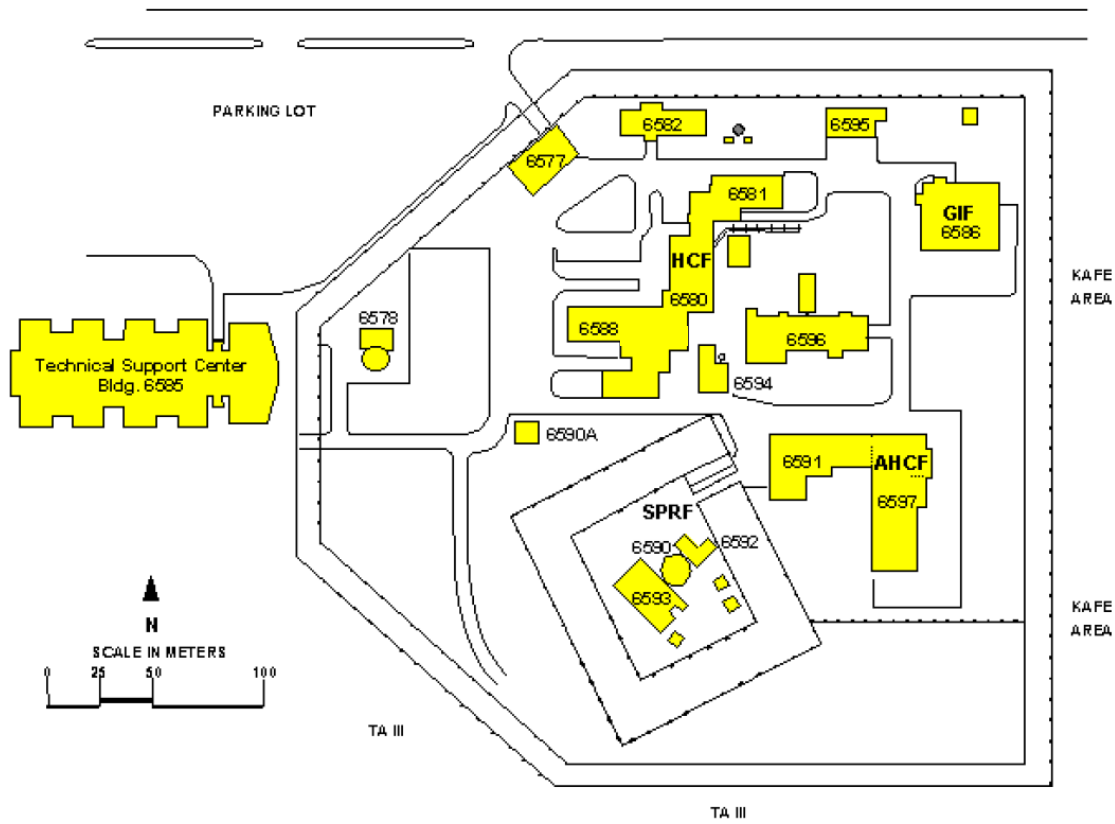 PARKING LOT
6582
6595
6577
6581
GIF
6586
HCF
KAFE
AREA
6580
6578
6588
6596
Technical Support Center
Bldg. 6585
6594
6590A
6591
AHCF
6597
SPRF
6590
6592
6593
KAFE
AREA
N
SCALE IN METERS
0 25 50 100
TA III
TA III